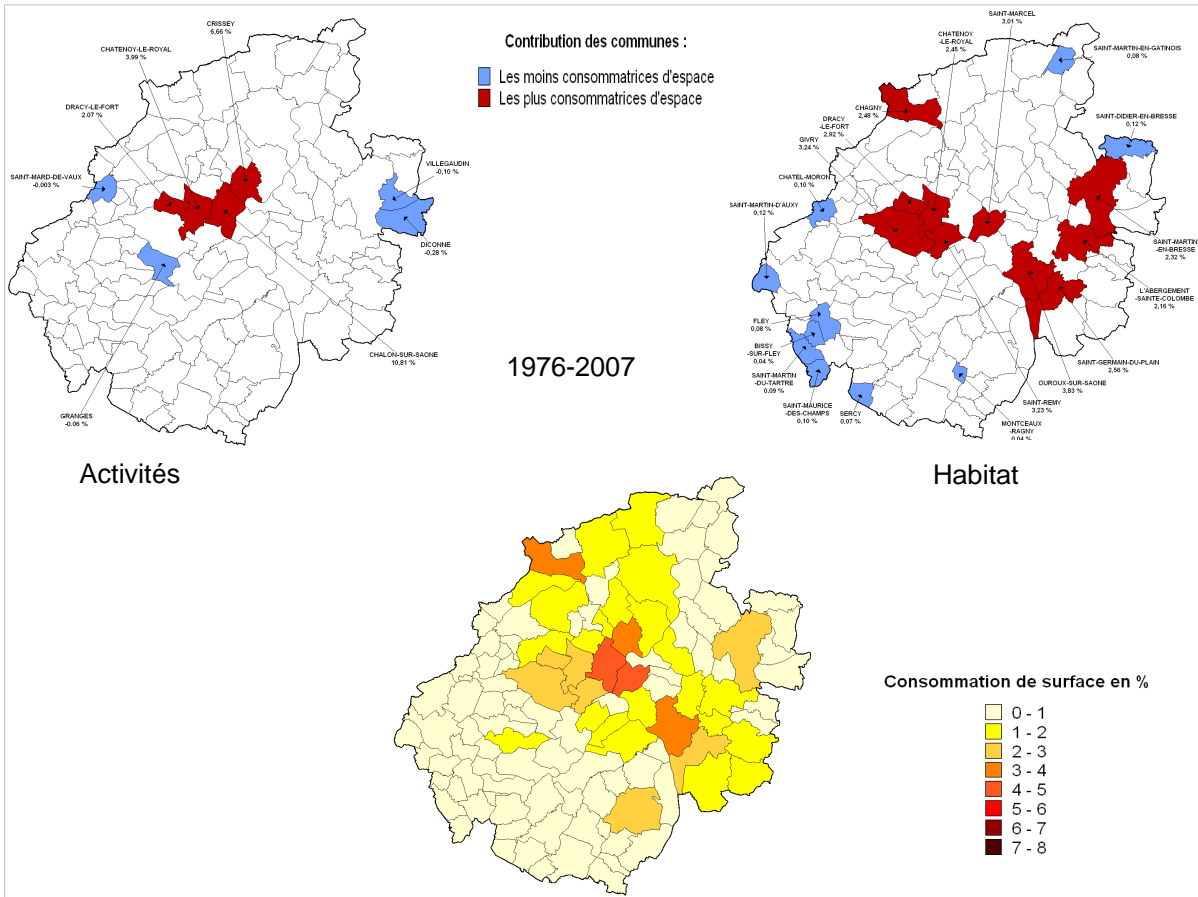 CRISSEY
6,66 %
CHATENOY-LE-ROYAL
3,99 %
DRACY-LE-FORT
2,07 %
SAINT-MARD-DE-VAUX
-0,003 %
VILLEGAUDIN
-0,10 %
DICONNE
-0,28 %
CHALON-SUR-SAONE
10,81 %
GRANGES
-0,06 %
Activités
Contribution des communes :
Les moins consommatrices d'espace
Les plus consommatrices d'espace
1976-2007
SAINT-MARCEL
3,01 %
CHATENOY
-LE-ROYAL
2,45 %
SAINT-MARTIN-EN-GATINOIS
0,08 %
CHAGNY
2,48 %
SAINT-DIDIER-EN-BRESSE
0,12 %
DRACY
-LE-FORT
2,92 %
GIVRY
3,24 %
CHATEL-MORON
0,10 %
SAINT-MARTIN-D'AUXY
0,12 %
SAINT-MARTIN
-EN-BRESSE
2,32 %
L'ABERGEMENT
-SAINTE-COLOMBE
2,16 %
FLEY
0,08 %
BISSY
-SUR-FLEY
0,04 %
SAINT-MARTIN
-DU-TARTRE
0,09 %
SAINT-MAURICE
-DES-CHAMPS
0,10 %
SERCY
0,07 %
SAINT-GERMAIN-DU-PLAIN
2,56 %
OUROUX-SUR-SAONE
3,83 %
SAINT-REMY
3,23 %
MONTCEAUX
-RAGNY
0,04 %
Habitat
Consommation de surface en %
0 - 1
1 - 2
2 - 3
3 - 4
4 - 5
5 - 6
6 - 7
7 - 8